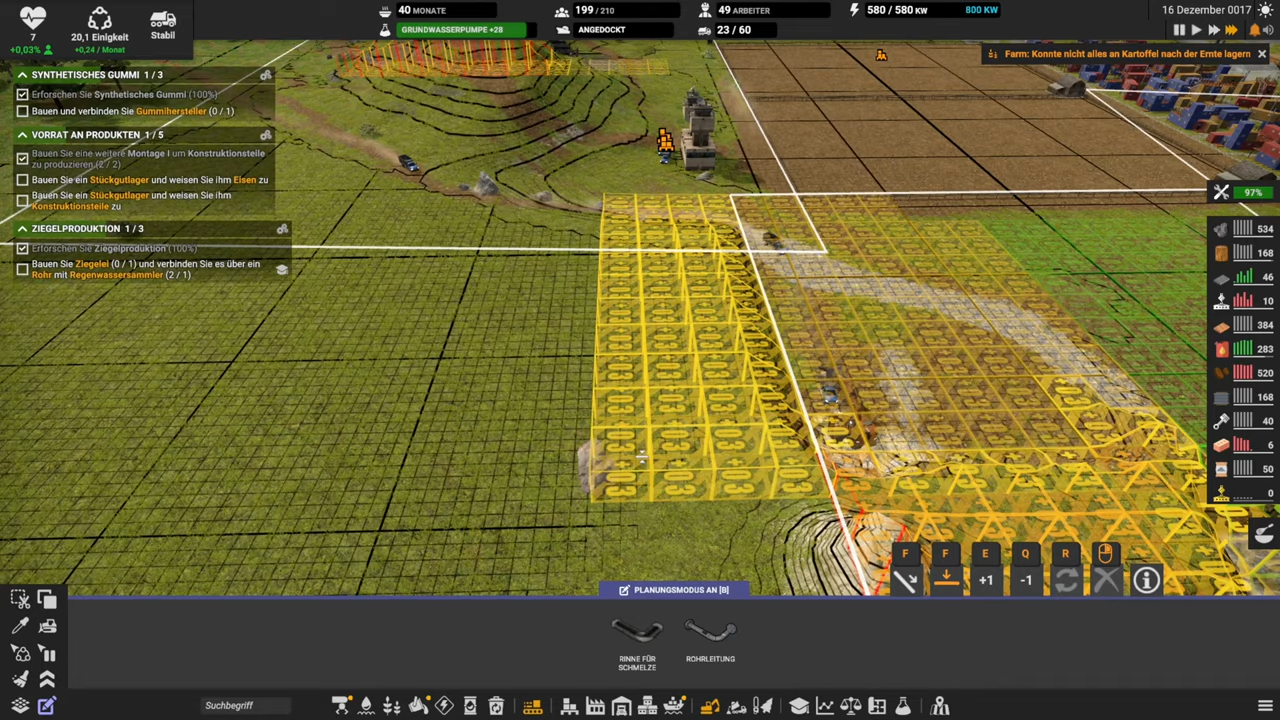 7
+0,03%
20,1 Einigkeit
+0,24 / Monat
Stabil
40 MONATE
GRUNDWASSERPUMPE +28
199 / 210
ANGEDOCKT
49 ARBEITER
23 / 60
580 / 580 KW
800 KW
16 Dezember 0017
Farm: Konnte nicht alles an Kartoffel nach der Ernte lagern
SYNTHETISCHES GUMMI 1 / 3
Erforschen Sie Synthetisches Gummi (100%)
Bauen und verbinden Sie Gummihersteller (0 / 1)
VORRAT AN PRODUKTEN 1 / 5
Bauen Sie eine weitere Montage I um Konstruktionsteile
zu produzieren (2 / 2)
Bauen Sie ein Stückgutlager und weisen Sie ihm Eisen zu
Bauen Sie ein Stückgutlager und weisen Sie ihm
Konstruktionsteile zu
ZIEGELPRODUKTION 1 / 3
Erforschen Sie Ziegelproduktion (100%)
Bauen Sie Ziegelei (0 / 1) und verbinden Sie es über ein
Rohr mit Regenwassersammler (2 / 1)
97%
534
168
46
10
384
283
520
168
40
6
50
0
F
F
E
Q
R
+1
-1
PLANUNGSMODUS AN [B]
RINNE FÜR
SCHMELZE
ROHRLEITUNG
Suchbegriff